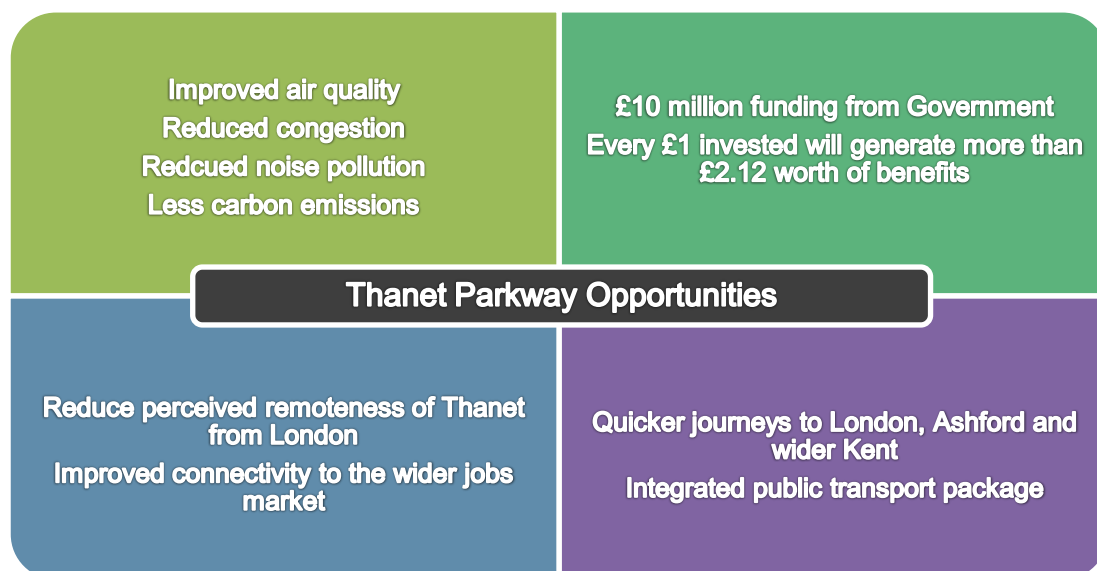 Improved air quality
Reduced congestion
Redcued noise pollution
Less carbon emissions
£10 million funding from Government
Every £1 invested will generate more than
£2.12 worth of benefits
Thanet Parkway Opportunities
Reduce perceived remoteness of Thanet
from London
Improved connectivity to the wider jobs
market
Quicker journeys to London, Ashford and
wider Kent
Integrated public transport package